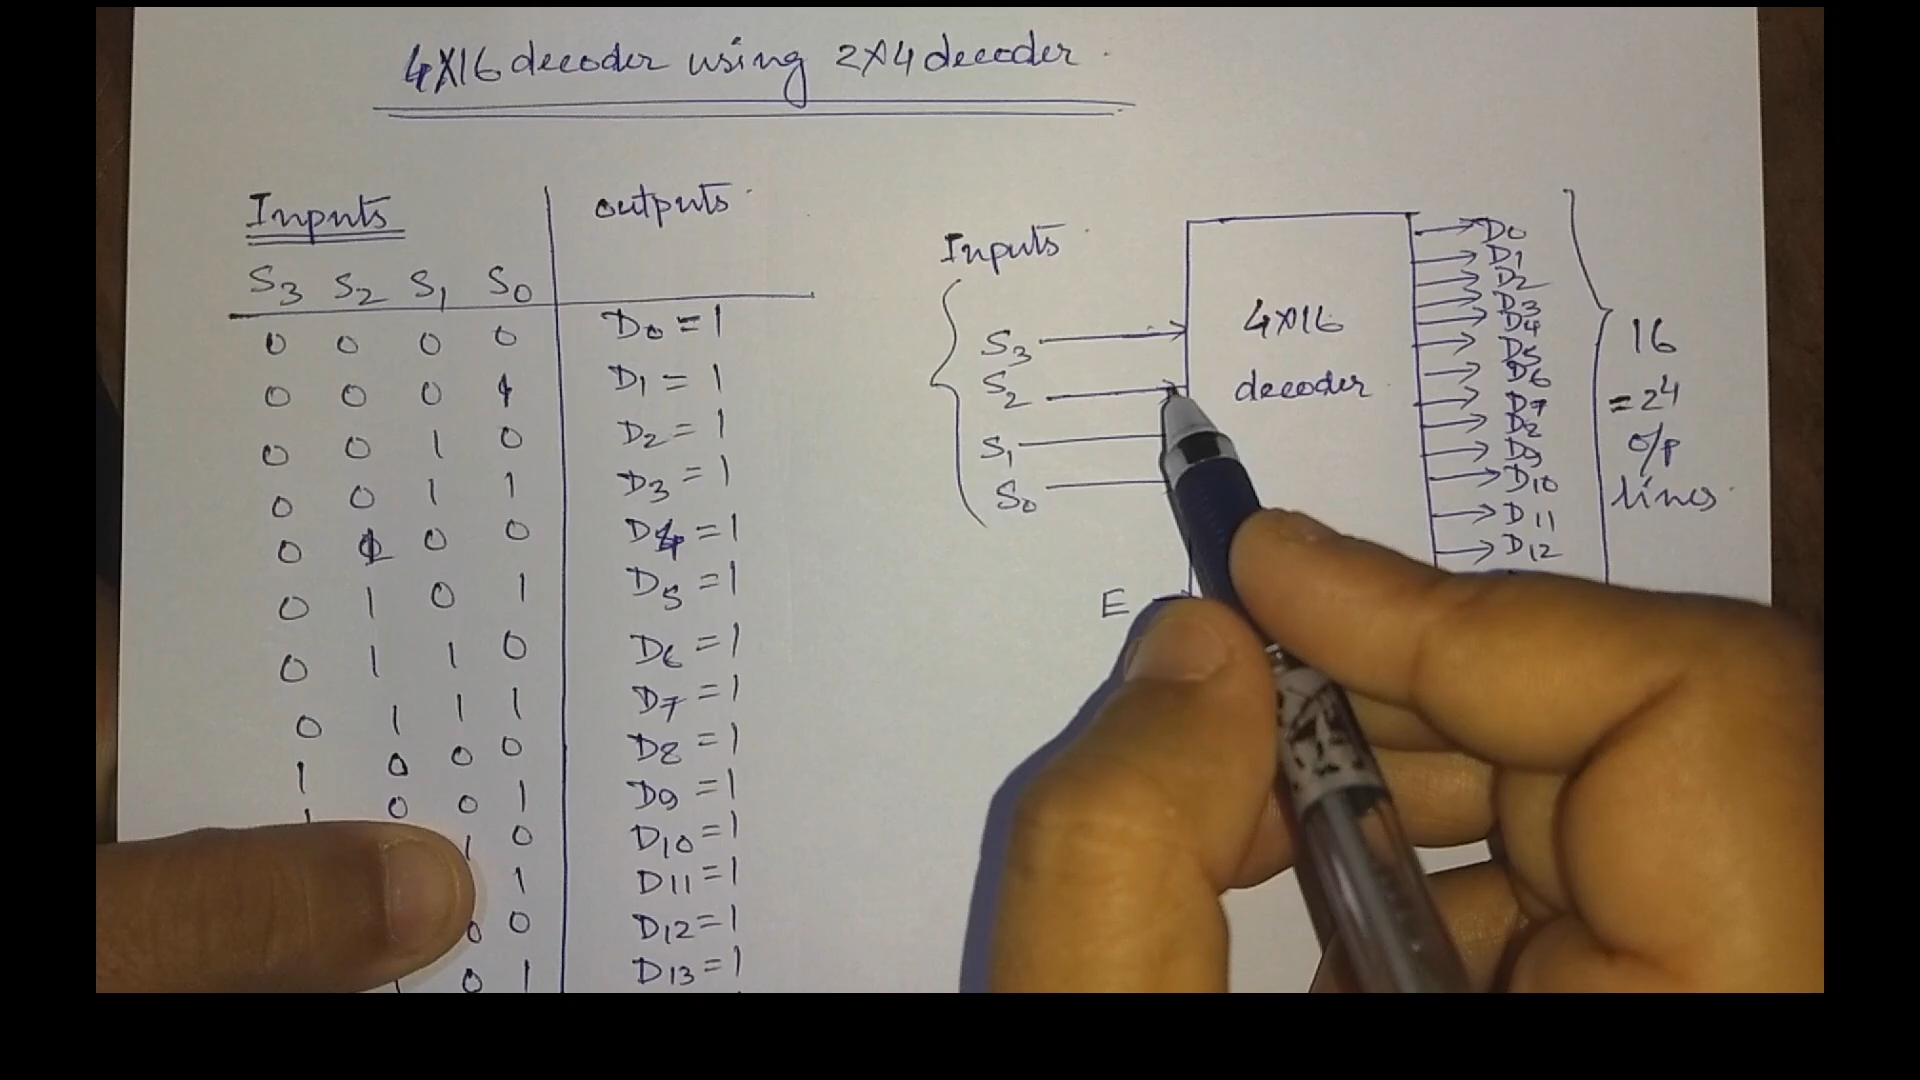 4X16 decoder using 2X4 decoder.
Inputs outputs
S3 S2 S1 S0
0 0 0 0 D0 = 1
0 0 0 1 D1 = 1
0 0 1 0 D2 = 1
0 0 1 1 D3 = 1
0 1 0 0 D4 = 1
0 1 0 1 D5 = 1
0 1 1 0 D6 = 1
0 1 1 1 D7 = 1
1 0 0 0 D8 = 1
0 0 1 D9 = 1
1 0 D10 = 1
1 D11 = 1
0 0 D12 = 1
0 1 D13 = 1
Inputs
S3
S2
S1
S0
E
4X16
decoder
D0
D1
D2
D3
D4
D5
D6
D7
D8
D9
D10
D11
D12
16
= 24
o/p
lines.